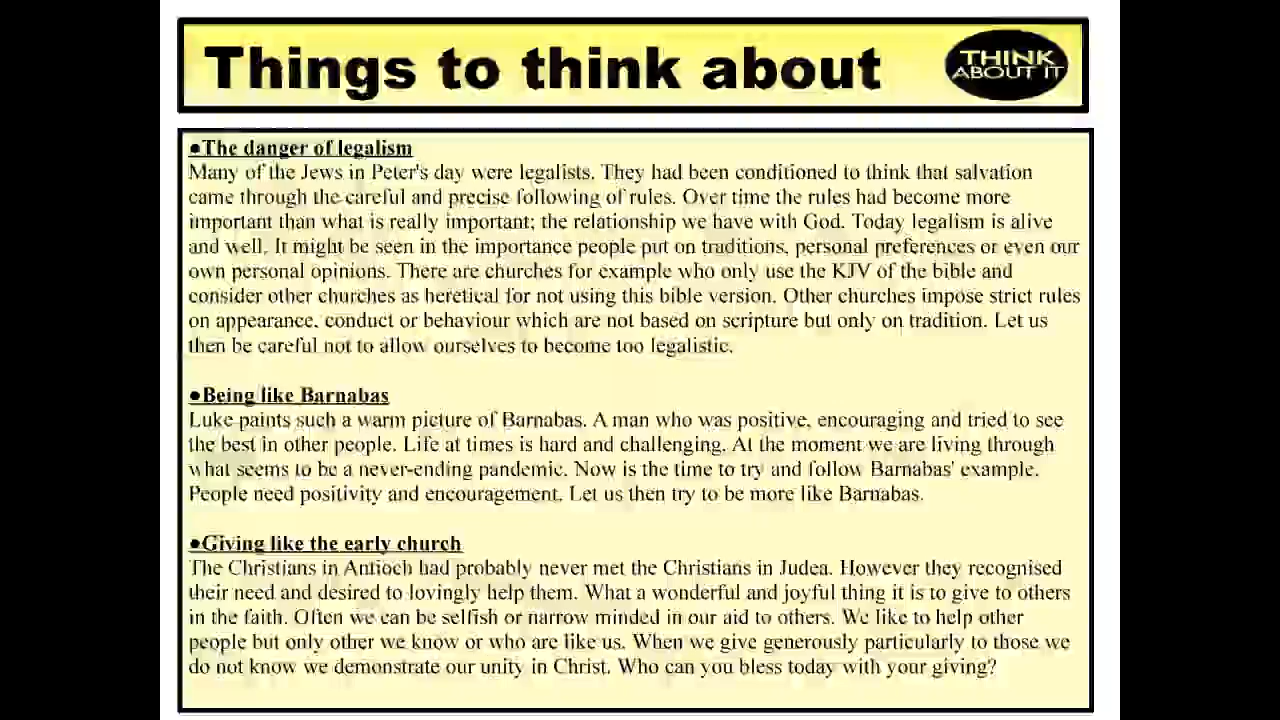 Things to think about
THINK
ABOUT IT
●The danger of legalism
Many of the Jews in Peter's day were legalists. They had been conditioned to think that salvation
came through the careful and precise following of rules. Over time the rules had become more
important than what is really important; the relationship we have with God. Today legalism is alive
and well. It might be seen in the importance people put on traditions, personal preferences or even our
own personal opinions. There are churches for example who only use the KJV of the bible and
consider other churches as heretical for not using this bible version. Other churches impose strict rules
on appearance, conduct or behaviour which are not based on scripture but only on tradition. Let us
then be careful not to allow ourselves to become too legalistic.
●Being like Barnabas
Luke paints such a warm picture of Barnabas. A man who was positive, encouraging and tried to see
the best in other people. Life at times is hard and challenging. At the moment we are living through
what seems to be a never-ending pandemic. Now is the time to try and follow Barnabas' example.
People need positivity and encouragement. Let us then try to be more like Barnabas.
●Giving like the early church
The Christians in Antioch had probably never met the Christians in Judea. However they recognised
their need and desired to lovingly help them. What a wonderful and joyful thing it is to give to others
in the faith. Often we can be selfish or narrow minded in our aid to others. We like to help other
people but only other we know or who are like us. When we give generously particularly to those we
do not know we demonstrate our unity in Christ. Who can you bless today with your giving?